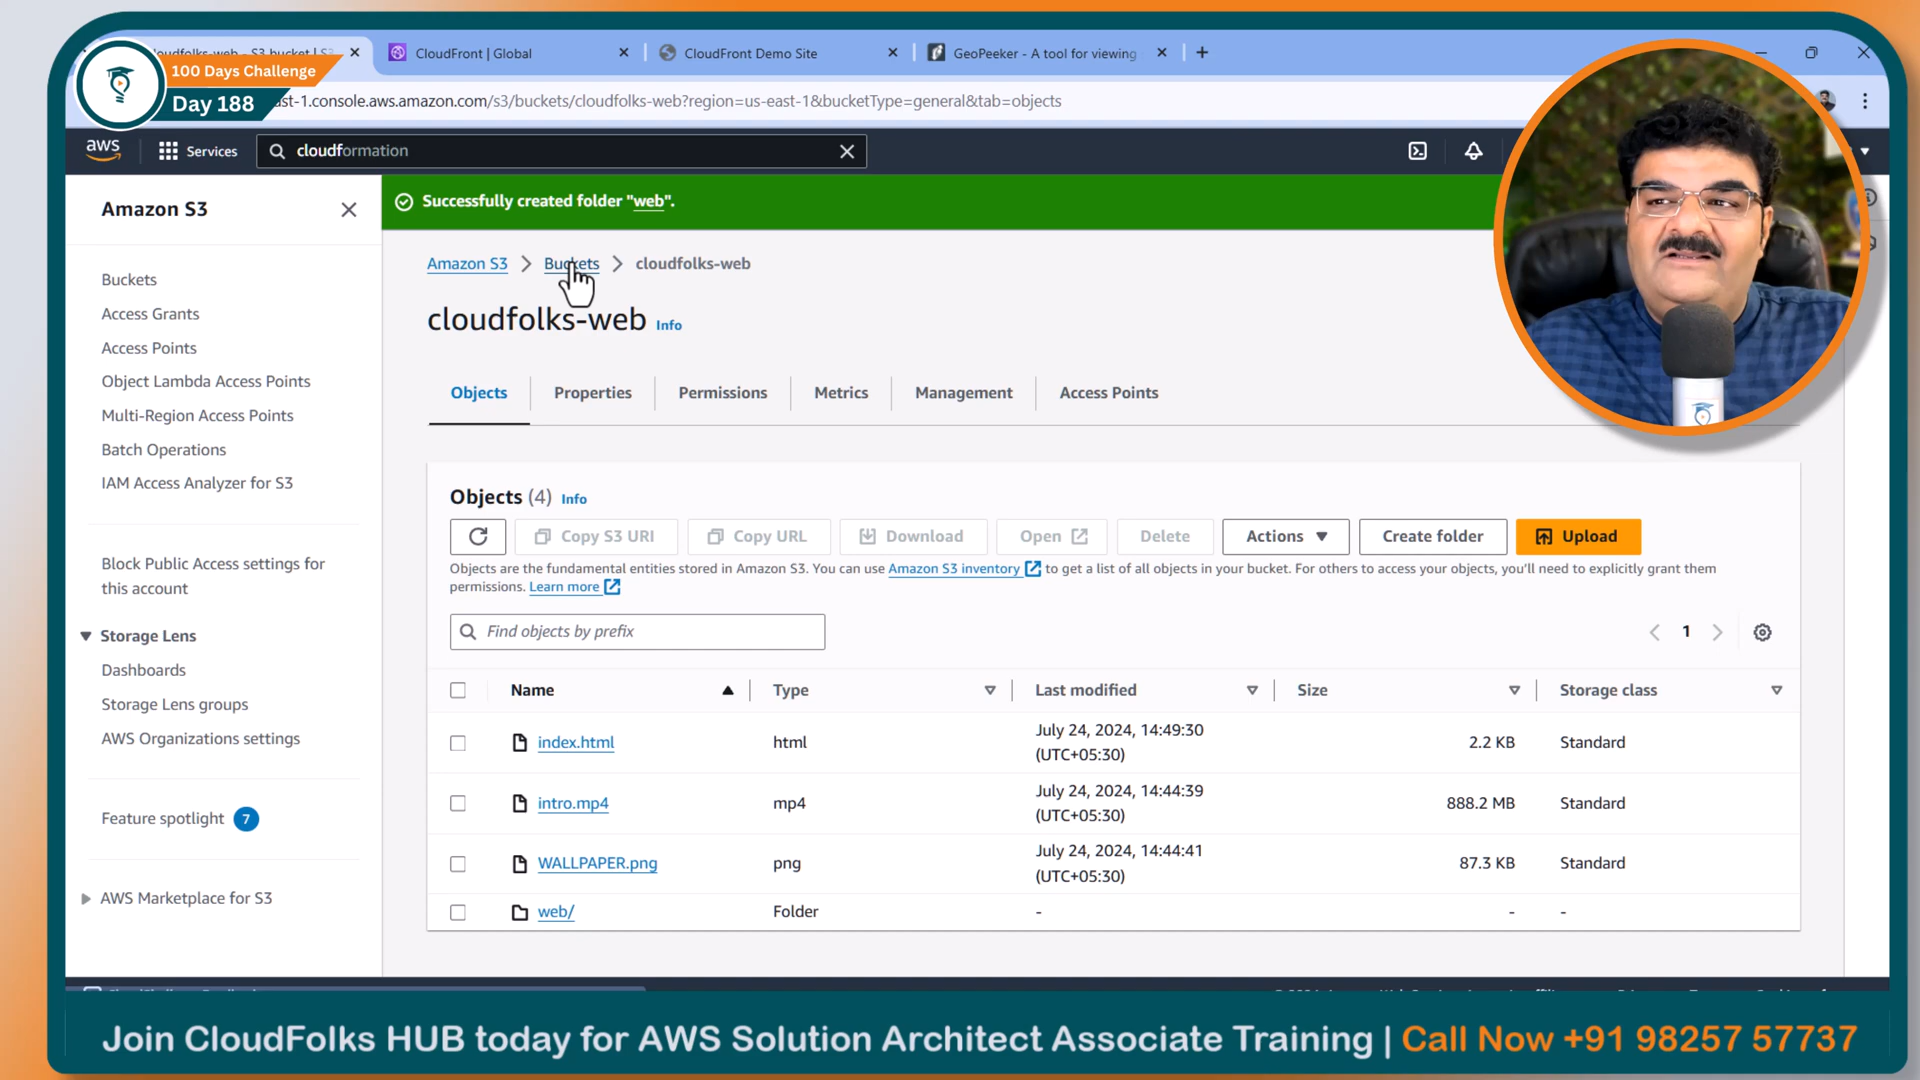 cloudfolks-web - S3 bucket | S3
CloudFront | Global
CloudFront Demo Site
GeoPeeker - A tool for viewing
100 Days Challenge
Day 188
st-1.console.aws.amazon.com/s3/buckets/cloudfolks-web?region=us-east-1&bucketType=general&tab=objects
aws
Services
cloudformation
Amazon S3
Successfully created folder "web".
Amazon S3 > Buckets > cloudfolks-web
cloudfolks-web Info
Buckets
Access Grants
Access Points
Object Lambda Access Points
Multi-Region Access Points
Batch Operations
IAM Access Analyzer for S3
Block Public Access settings for
this account
Storage Lens
Dashboards
Storage Lens groups
AWS Organizations settings
Feature spotlight 7
AWS Marketplace for S3
Objects
Properties
Permissions
Metrics
Management
Access Points
Objects (4) Info
Copy S3 URI
Copy URL
Download
Open
Delete
Actions
Create folder
Upload
Objects are the fundamental entities stored in Amazon S3. You can use Amazon S3 inventory to get a list of all objects in your bucket. For others to access your objects, you'll need to explicitly grant them
permissions. Learn more
Find objects by prefix
1
Name Type Last modified Size Storage class
index.html html July 24, 2024, 14:49:30 (UTC+05:30) 2.2 KB Standard
intro.mp4 mp4 July 24, 2024, 14:44:39 (UTC+05:30) 888.2 MB Standard
WALLPAPER.png png July 24, 2024, 14:44:41 (UTC+05:30) 87.3 KB Standard
web/ Folder - - -
Join CloudFolks HUB today for AWS Solution Architect Associate Training | Call Now +91 98257 57737